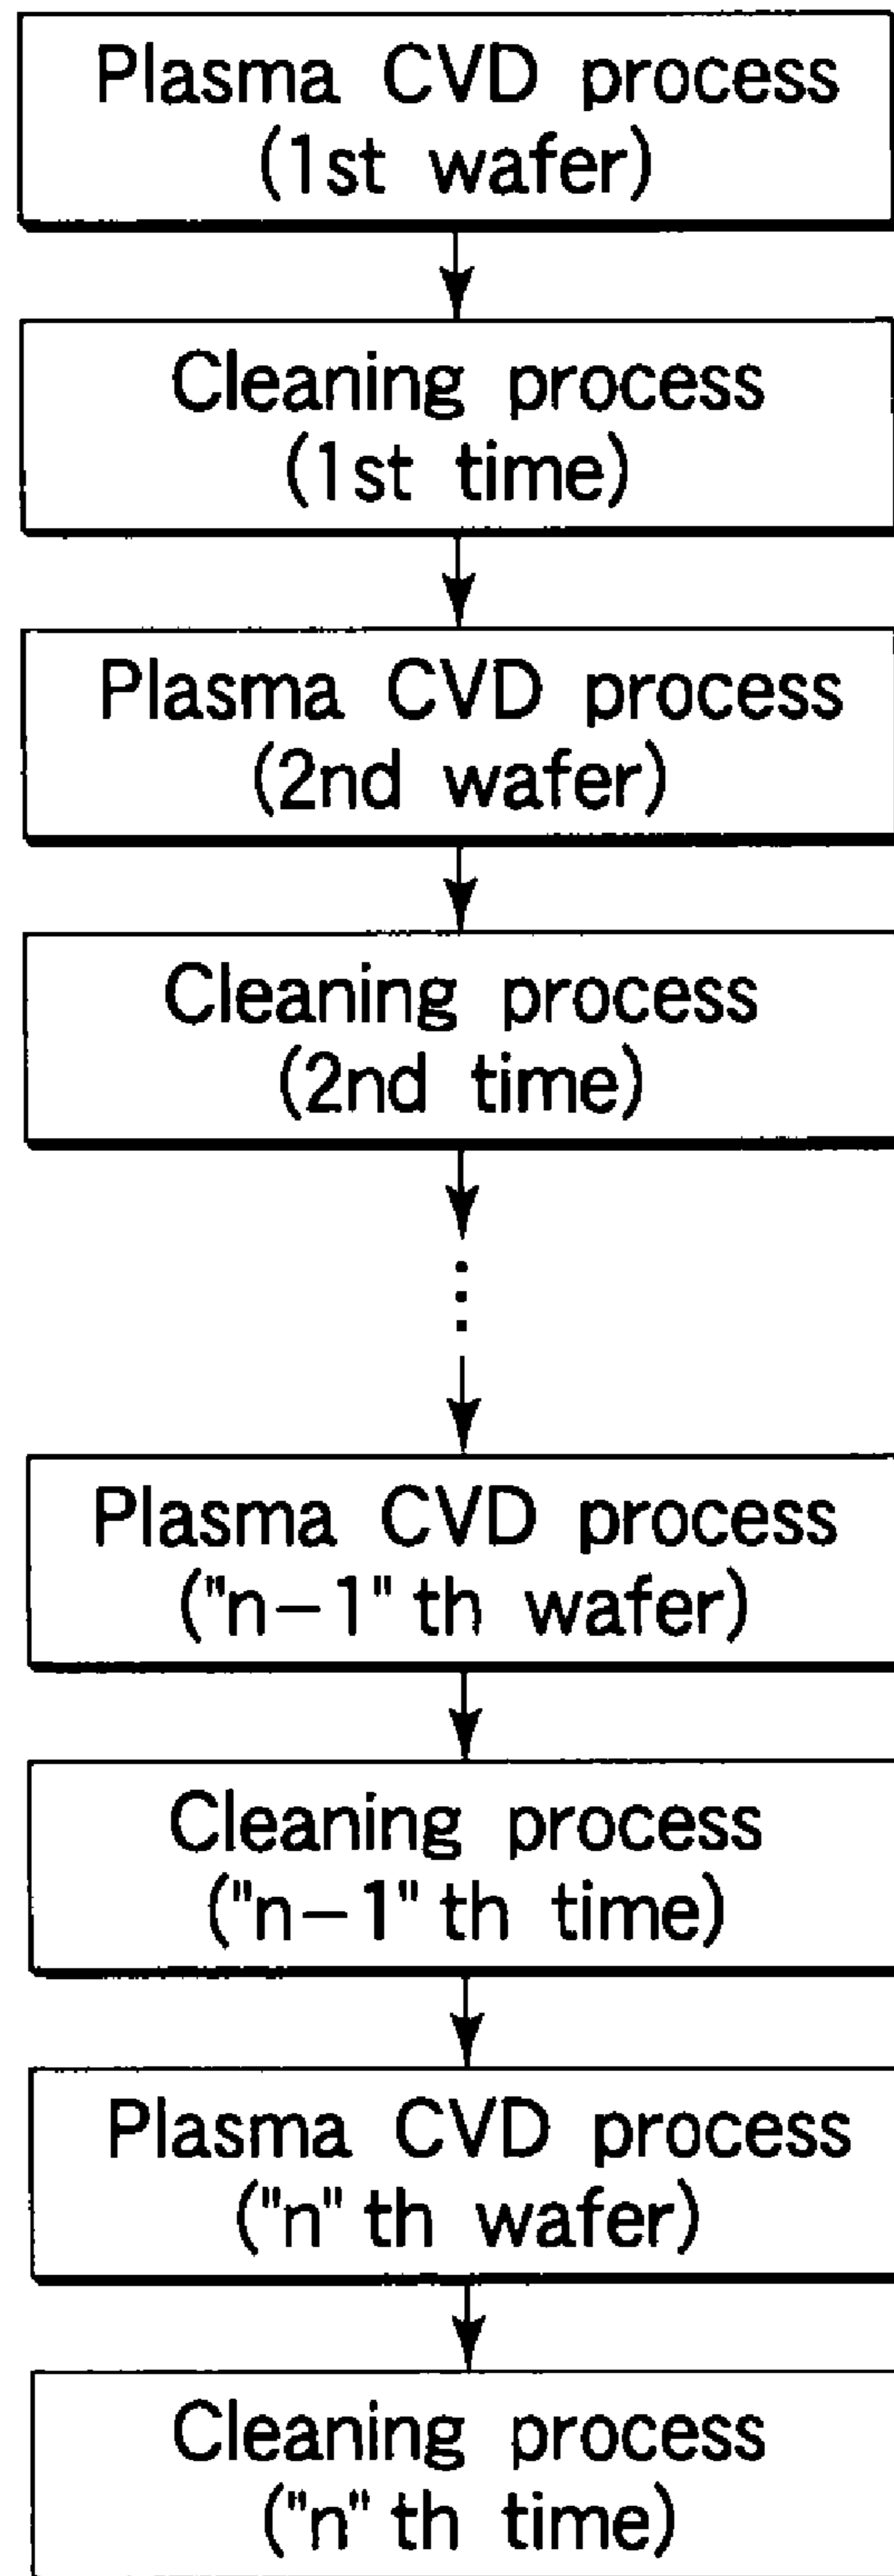 Plasma CVD process
(1st wafer)
Cleaning process
(1st time)
Plasma CVD process
(2nd wafer)
Cleaning process
(2nd time)
Plasma CVD process
("n-1" th wafer)
Cleaning process
("n-1" th time)
Plasma CVD process
("n" th wafer)
Cleaning process
("n" th time)